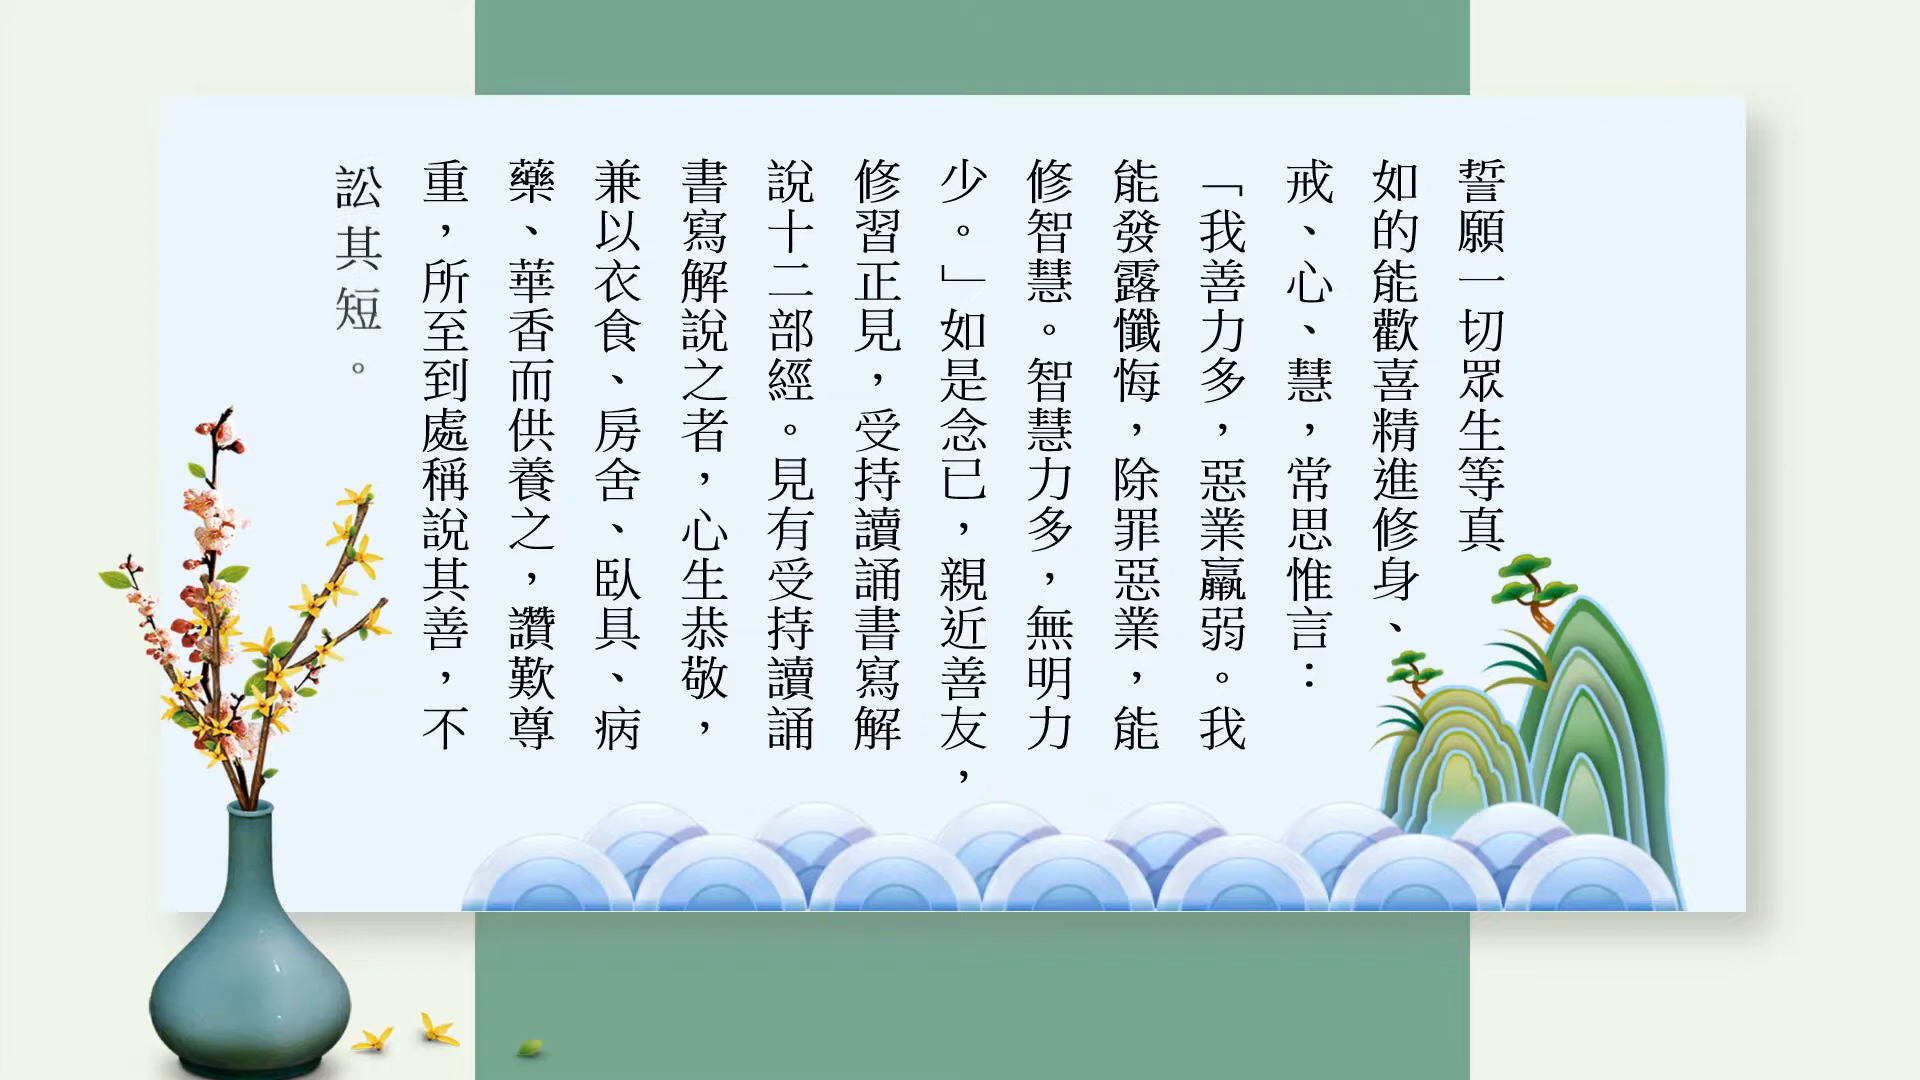 誓願一切眾生等真
如的能歡喜精進修身、
戒、心、慧，常思惟言：
「我善力多，惡業羸弱。我
能發露懺悔，除罪惡業，能
修智慧。智慧力多，無明力
少。」如是念已，親近善友，
修習正見，受持讀誦書寫解
說十二部經。見有受持讀誦
書寫解說之者，心生恭敬，
兼以衣食、房舍、臥具、病
藥、華香而供養之，讚歎尊
重，所至到處稱說其善，不
訟其短。